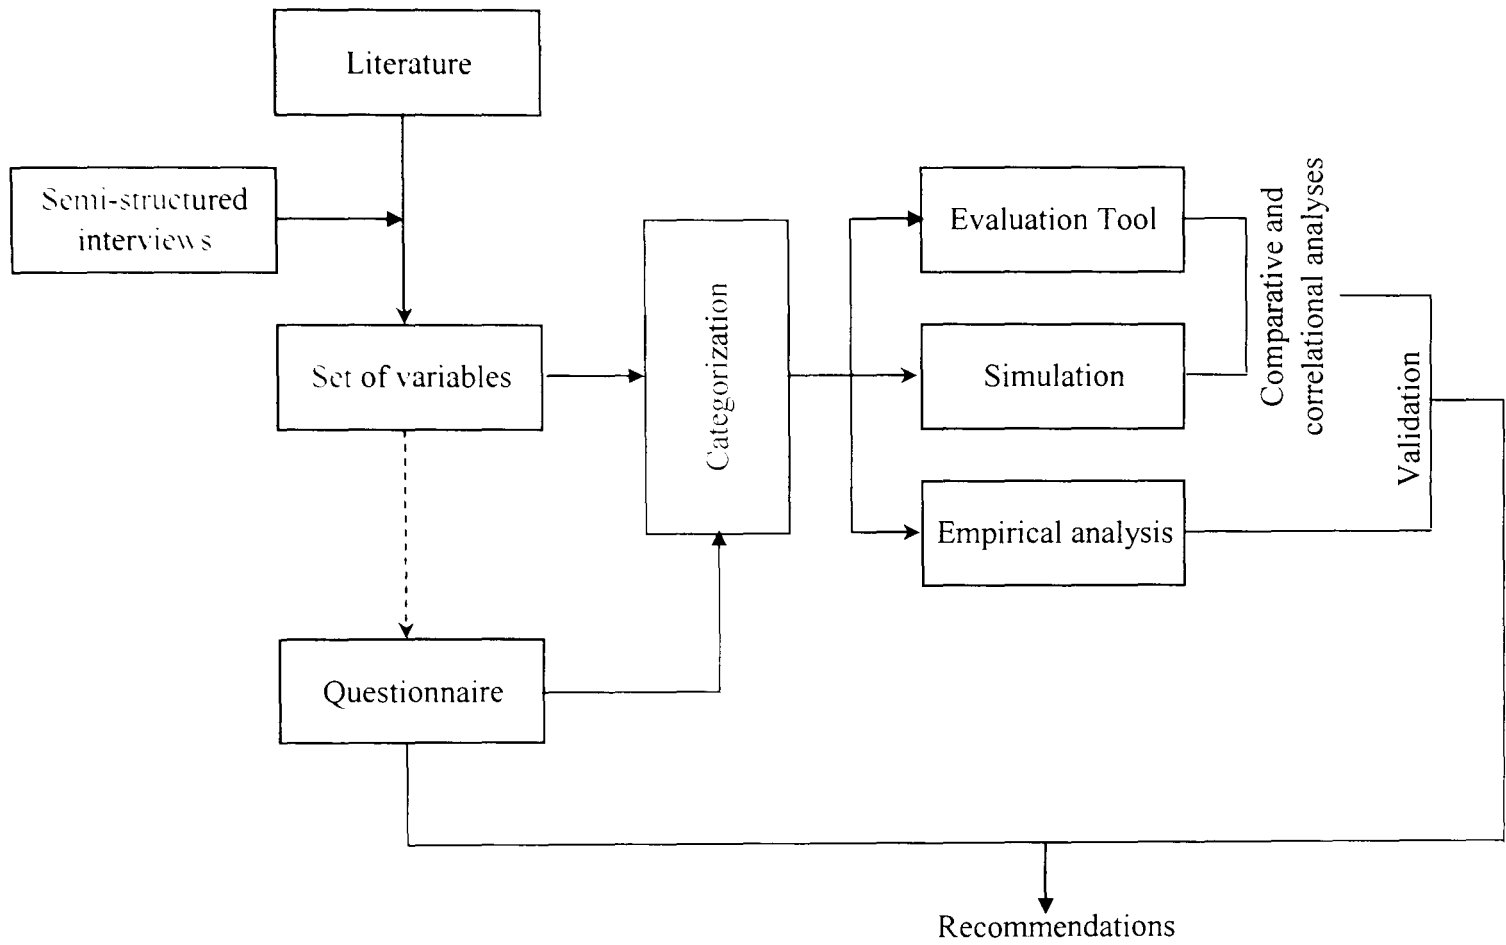 Literature
Semi-structured
interviews
Set of variables
Questionnaire
Categorization
Evaluation Tool
Simulation
Empirical analysis
Comparative and
correlational analyses
Validation
Recommendations